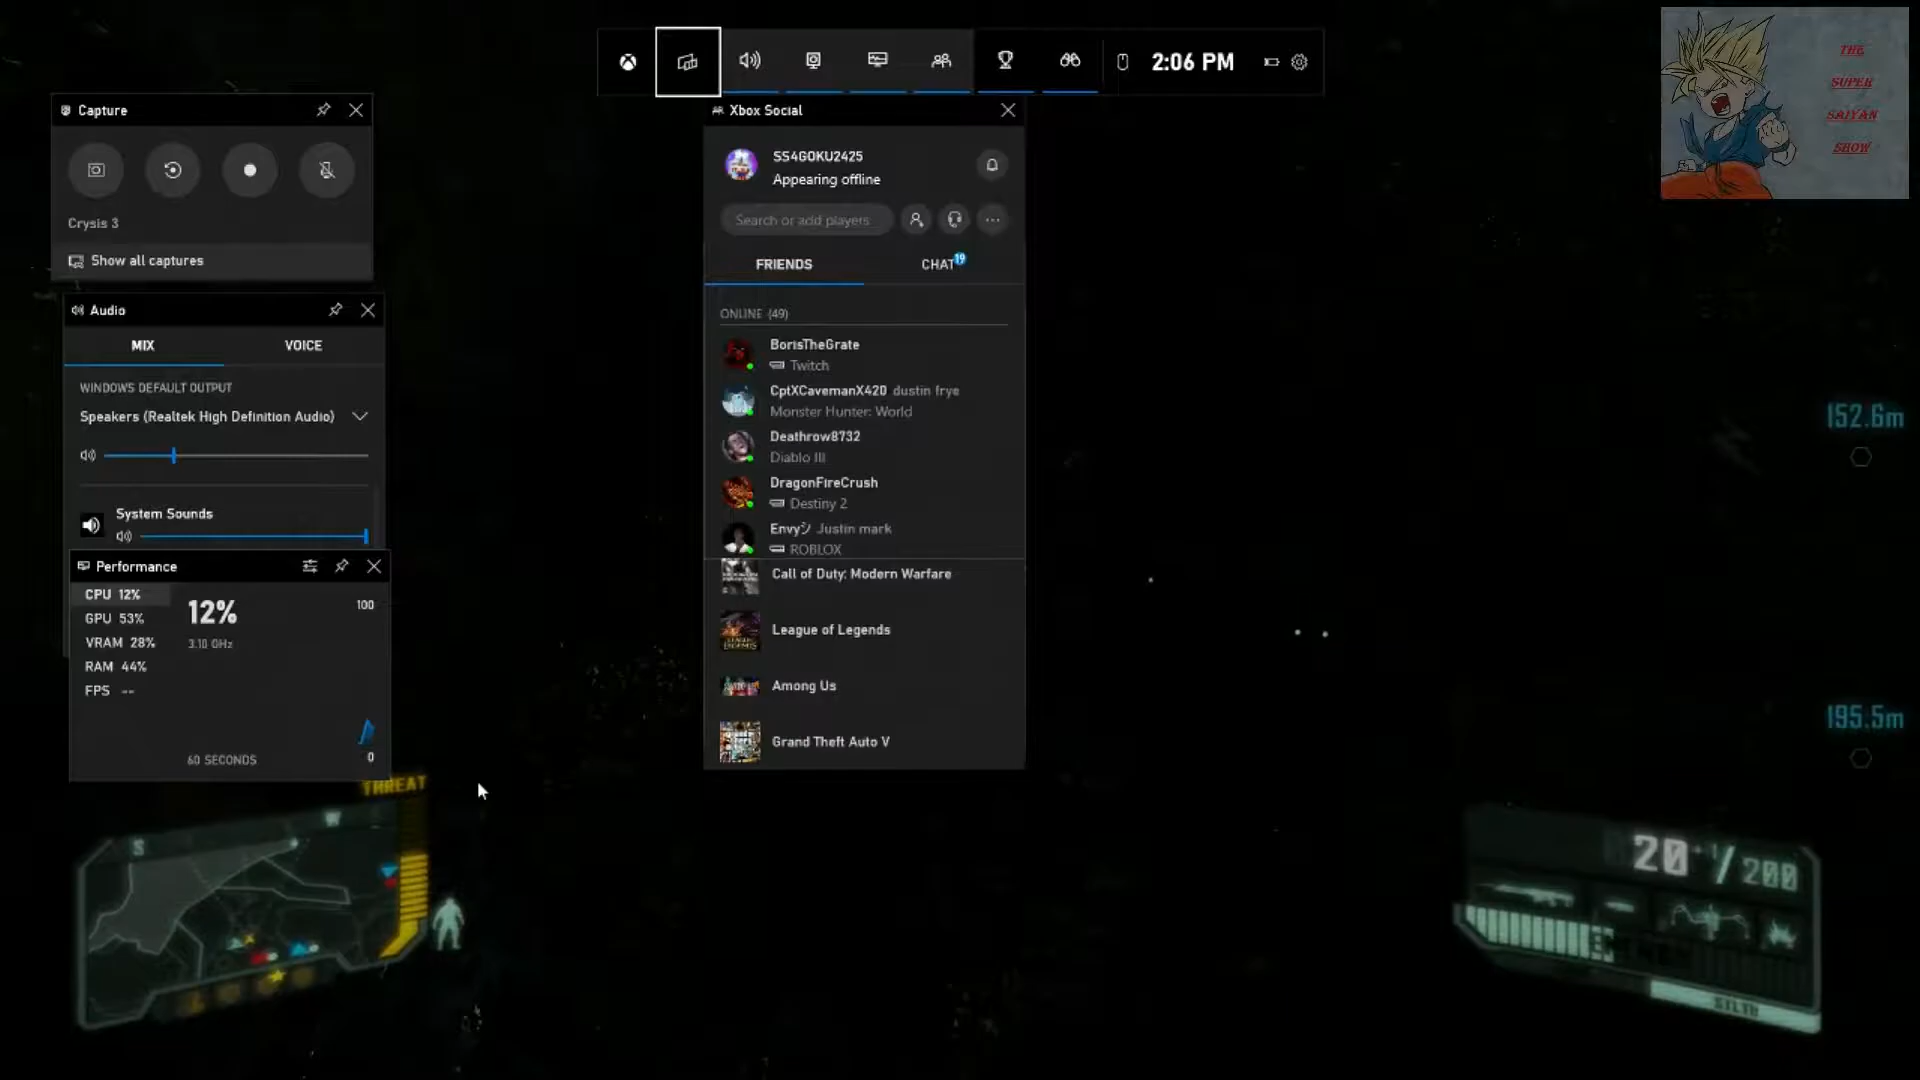 2:06 PM
THE
SUPER
SAIYAN
SHOW
Capture
Crysis 3
Show all captures
Audio
MIX
VOICE
WINDOWS DEFAULT OUTPUT
Speakers (Realtek High Definition Audio)
System Sounds
Performance
CPU 12%
GPU 53%
VRAM 28%
RAM 44%
FPS --
12%
3.10 GHz
100
0
60 SECONDS
Xbox Social
SS4GOKU2425
Appearing offline
Search or add players
FRIENDS
CHAT 19
ONLINE (49)
BorisTheGrate
Twitch
CptXCavemanX420 dustin frye
Monster Hunter: World
Deathrow8732
Diablo III
DragonFireCrush
Destiny 2
Envyシ Justin mark
ROBLOX
Call of Duty: Modern Warfare
League of Legends
Among Us
Grand Theft Auto V
152.6m
195.5m
THREAT
S
W
20 / 200